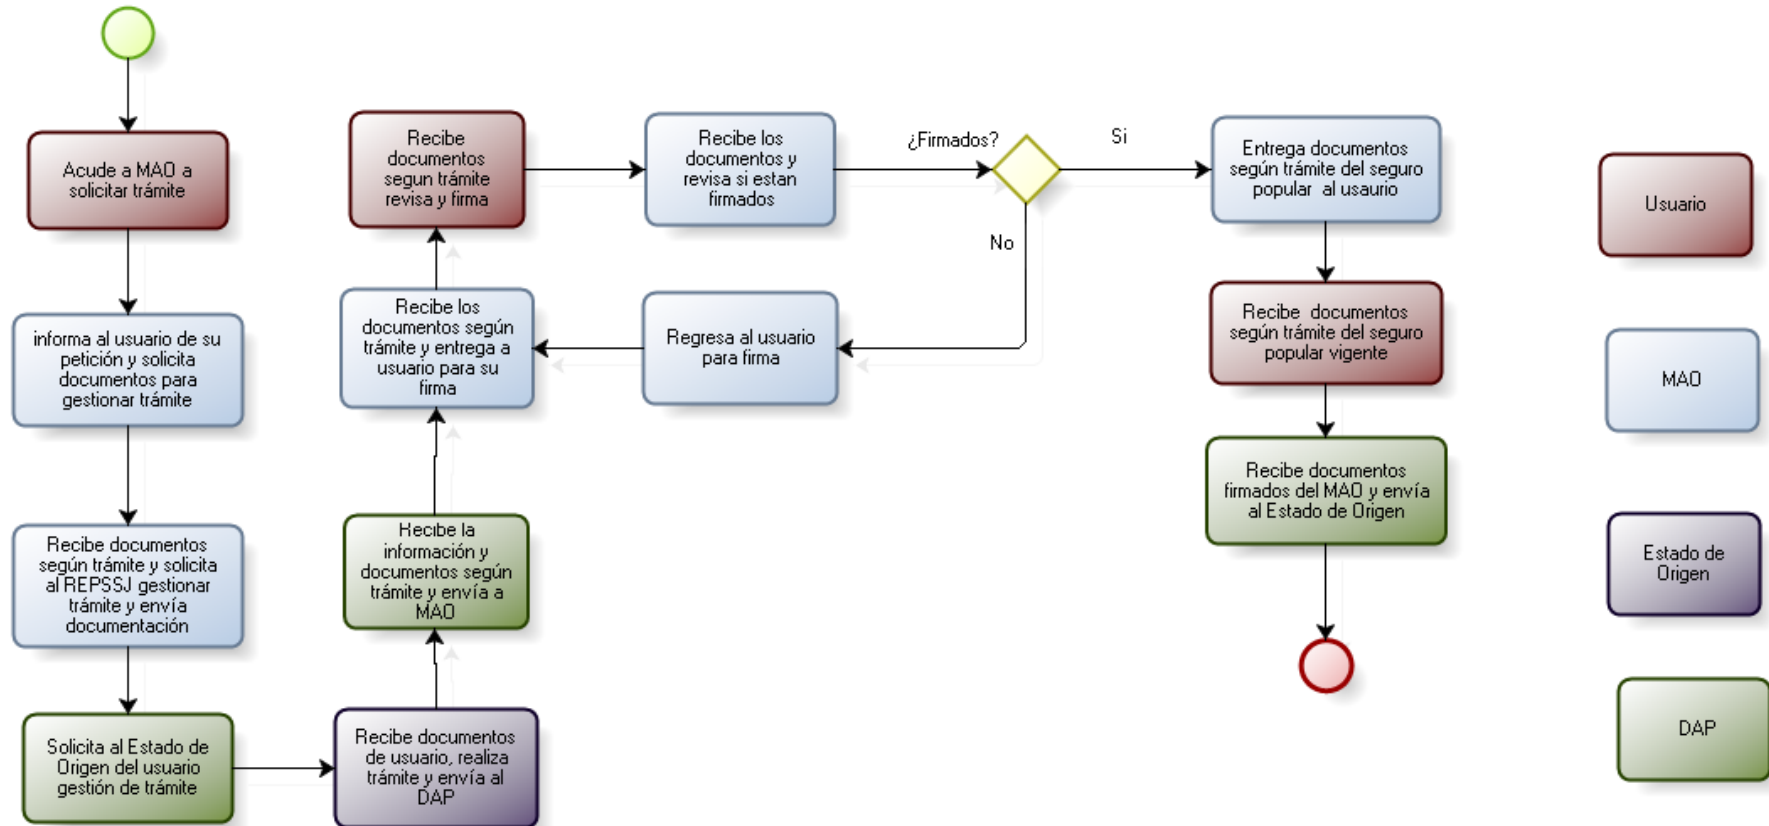 Acude a MAO a
solicitar trámite
informa al usuario de su
petición y solicita
documentos para
gestionar trámite
Recibe documentos
según trámite y solicita
al REPSSJ gestionar
trámite y envía
documentación
Solicita al Estado de
Origen del usuario
gestión de trámite
Recibe documentos
de usuario, realiza
trámite y envía al
DAP
Recibe la
información y
documentos según
trámite y envía a
MAO
Recibe los
documentos según
trámite y entrega a
usuario para su
firma
Recibe
documentos
segun trámite
revisa y firma
Recibe los
documentos y
revisa si estan
firmados
¿Firmados?
Si
No
Regresa al usuario
para firma
Entrega documentos
según trámite del seguro
popular al usaurio
Recibe documentos
según trámite del seguro
popular vigente
Recibe documentos
firmados del MAO y envía
al Estado de Origen
Usuario
MAO
Estado de
Origen
DAP